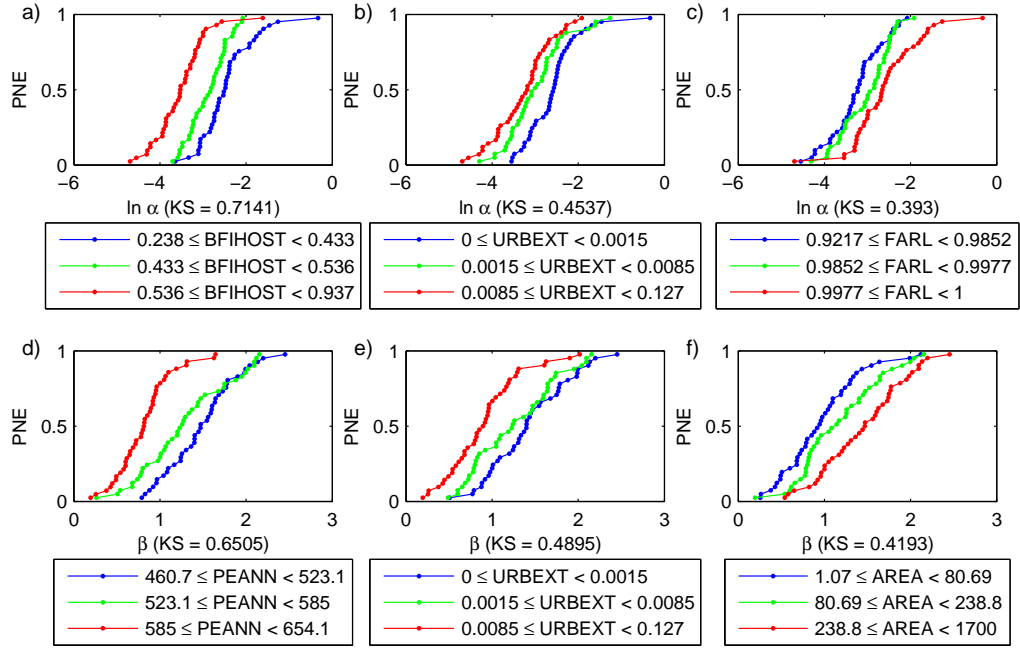 a) b) c)
1 1 1
PNE PNE PNE
0.5 0.5 0.5
0 0 0
−6 −4 −2 0 −6 −4 −2 0 −6 −4 −2 0
ln α (KS = 0.7141) ln α (KS = 0.4537) ln α (KS = 0.393)
0.238 ≤ BFIHOST < 0.433 0 ≤ URBEXT < 0.0015 0.9217 ≤ FARL < 0.9852
0.433 ≤ BFIHOST < 0.536 0.0015 ≤ URBEXT < 0.0085 0.9852 ≤ FARL < 0.9977
0.536 ≤ BFIHOST < 0.937 0.0085 ≤ URBEXT < 0.127 0.9977 ≤ FARL < 1
d) e) f)
1 1 1
PNE PNE PNE
0.5 0.5 0.5
0 0 0
0 1 2 3 0 1 2 3 0 1 2 3
β (KS = 0.6505) β (KS = 0.4895) β (KS = 0.4193)
460.7 ≤ PEANN < 523.1 0 ≤ URBEXT < 0.0015 1.07 ≤ AREA < 80.69
523.1 ≤ PEANN < 585 0.0015 ≤ URBEXT < 0.0085 80.69 ≤ AREA < 238.8
585 ≤ PEANN < 654.1 0.0085 ≤ URBEXT < 0.127 238.8 ≤ AREA < 1700